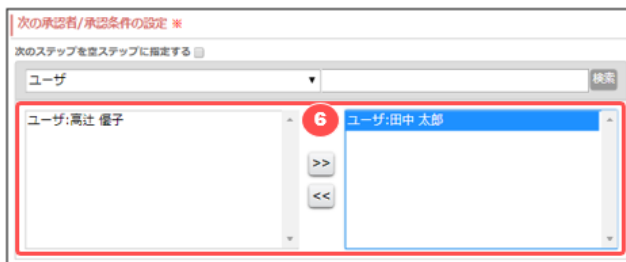 次の承認者/承認条件の設定 ※
次のステップを空ステップに指定する
ユーザ 検索
ユーザ:高辻 優子 6 ユーザ:田中 太郎
>>
<<